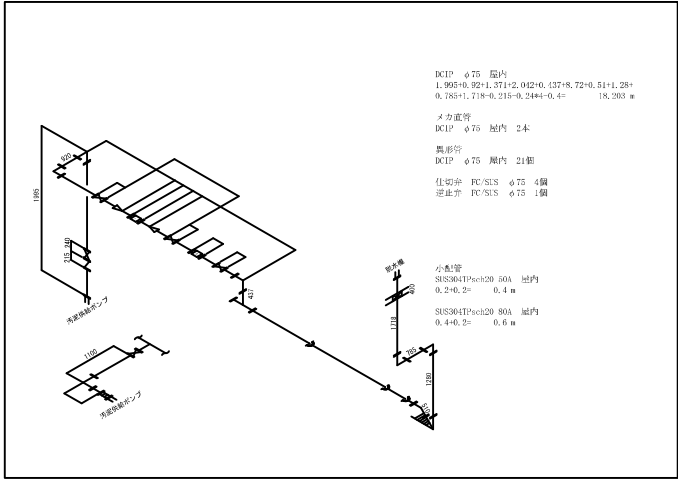 DCIP φ75 屋内
1.995+0.92+1.371+2.042+0.437+8.72+0.51+1.28+
0.785+1.718-0.215-0.24*4-0.4= 18.203 m
メカ直管
DCIP φ75 屋内 2本
異形管
DCIP φ75 屋内 21個
仕切弁 FC/SUS φ75 4個
逆止弁 FC/SUS φ75 1個
920
1995
215 240
汚泥供給ポンプ
437
脱水機
400
1718
785
1280
510
小配管
SUS304TPsch20 50A 屋内
0.2+0.2= 0.4 m
SUS304TPsch20 80A 屋内
0.4+0.2= 0.6 m
1100
汚泥供給ポンプ